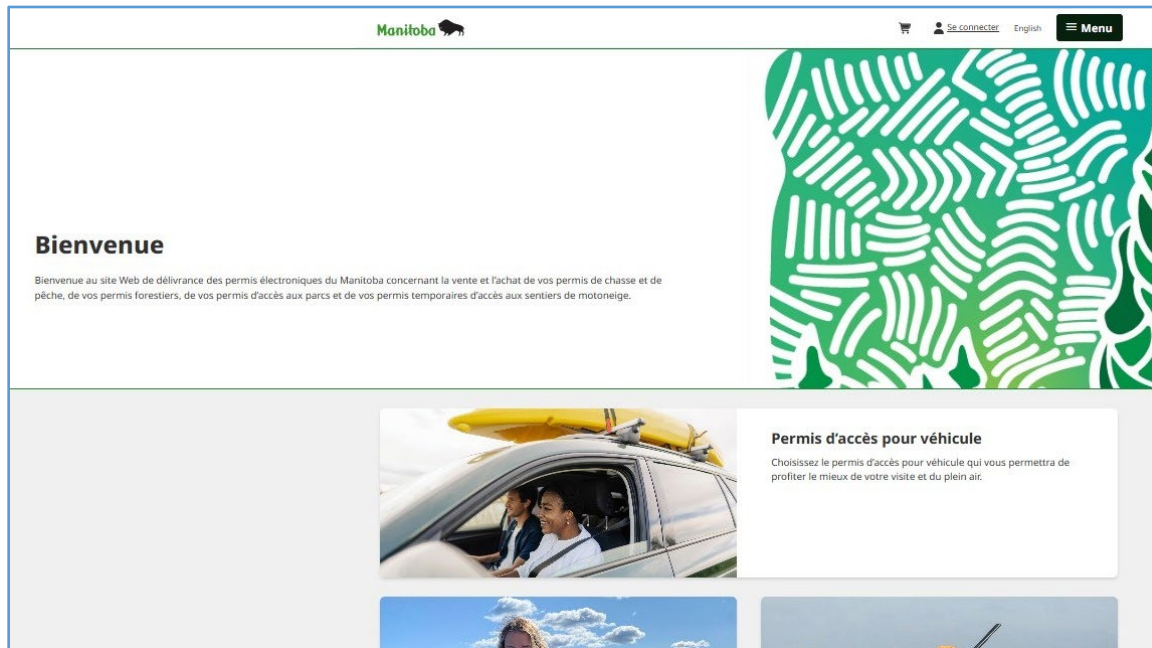 Manitoba
Se connecter
English
Menu
Bienvenue
Bienvenue au site Web de délivrance des permis électroniques du Manitoba concernant la vente et l'achat de vos permis de chasse et de
pêche, de vos permis forestiers, de vos permis d'accès aux parcs et de vos permis temporaires d'accès aux sentiers de motoneige.
Permis d'accès pour véhicule
Choisissez le permis d'accès pour véhicule qui vous permettra de
profiter le mieux de votre visite et du plein air.